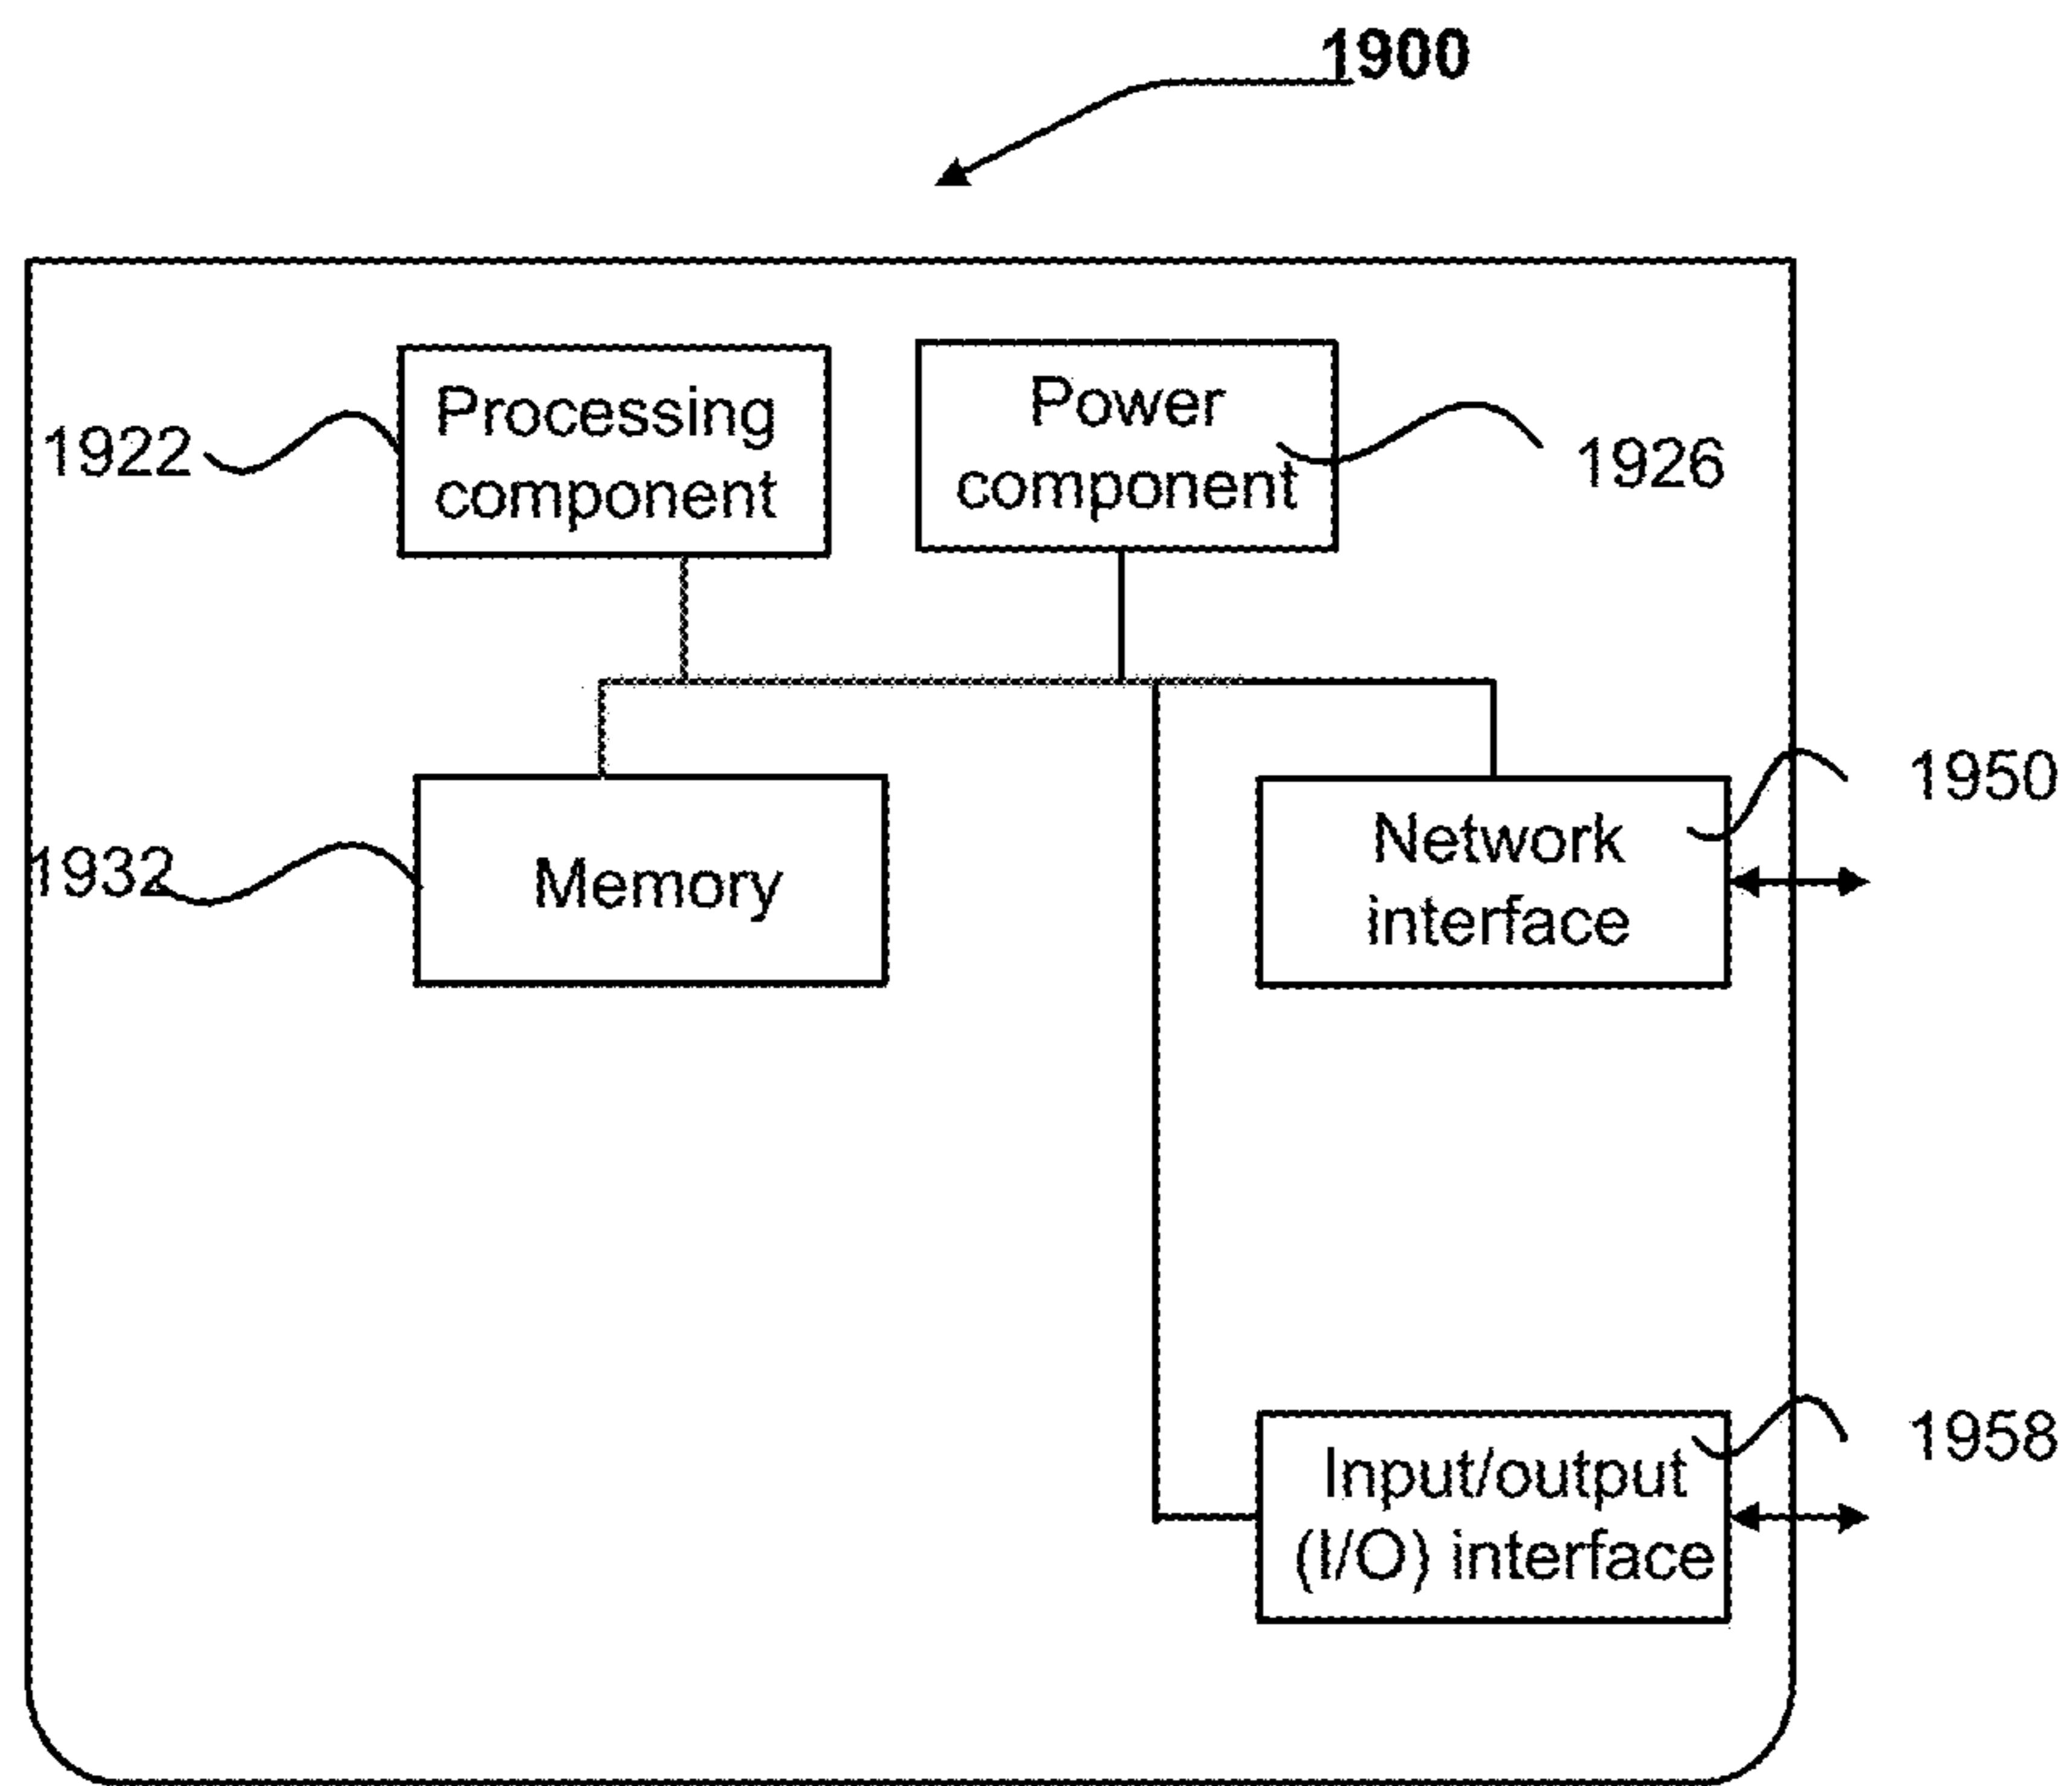 1900
Processing
component
1922
Power
component
1926
Memory
1932
Network
interface
1950
Input/output
(I/O) interface
1958